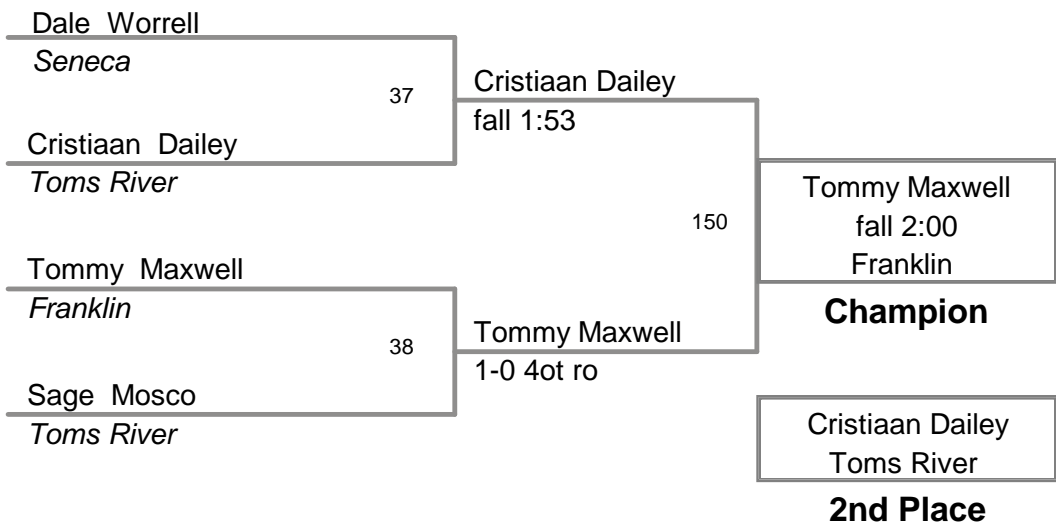 Dale Worrell
Seneca
37
Cristiaan Dailey
Toms River
Cristiaan Dailey
fall 1:53
Tommy Maxwell
Franklin
38
Sage Mosco
Toms River
Tommy Maxwell
1-0 4ot ro
150
Tommy Maxwell
fall 2:00
Franklin
Champion
Cristiaan Dailey
Toms River
2nd Place